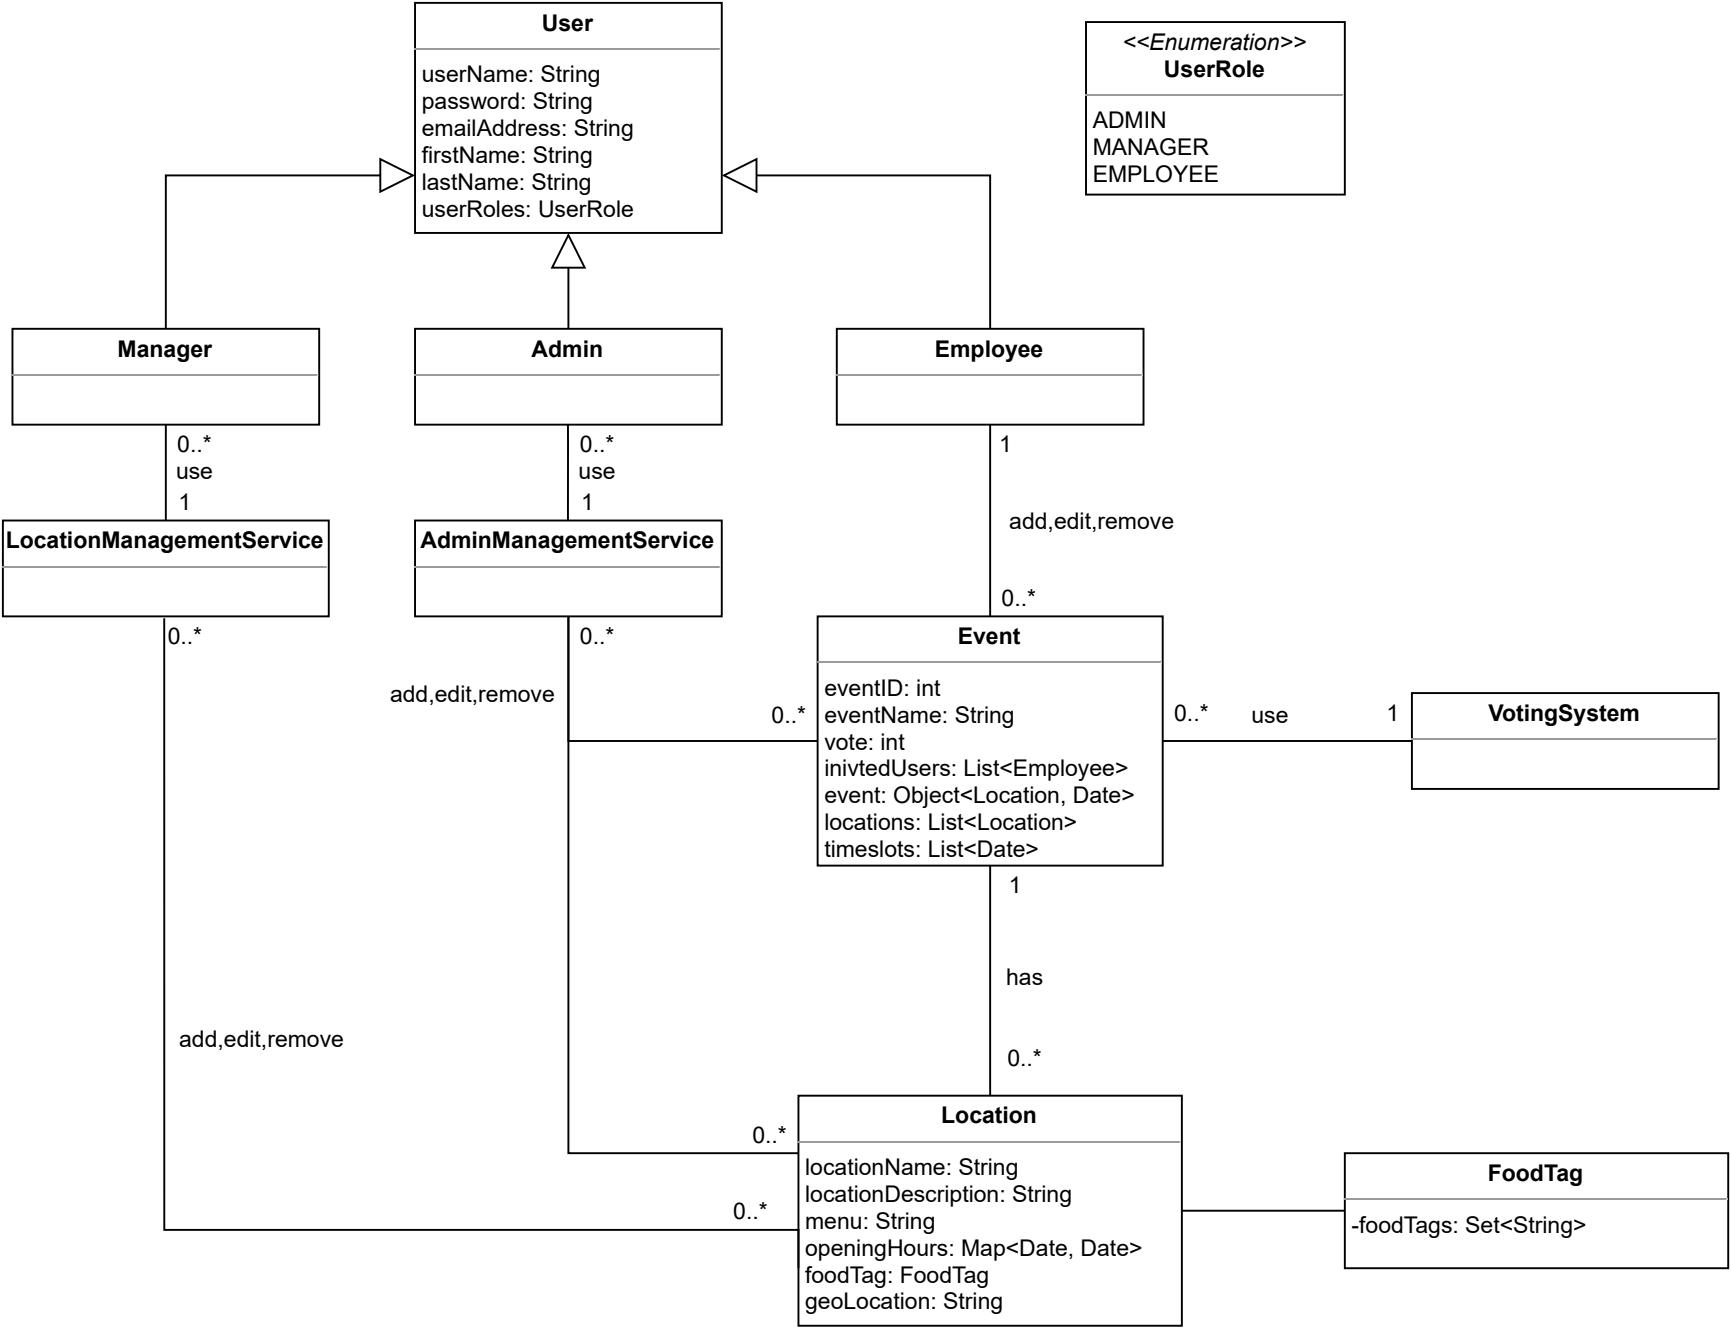 User
userName: String
password: String
emailAddress: String
firstName: String
lastName: String
userRoles: UserRole
<<Enumeration>>
UserRole
ADMIN
MANAGER
EMPLOYEE
Manager
Admin
Employee
0..*
use
1
0..*
use
1
1
add,edit,remove
0..*
LocationManagementService
AdminManagementService
0..*
0..*
add,edit,remove
0..*
Event
eventID: int
eventName: String
vote: int
inivtedUsers: List<Employee>
event: Object<Location, Date>
locations: List<Location>
timeslots: List<Date>
0..*
use
1
VotingSystem
1
has
0..*
add,edit,remove
0..*
0..*
Location
locationName: String
locationDescription: String
menu: String
openingHours: Map<Date, Date>
foodTag: FoodTag
geoLocation: String
FoodTag
-foodTags: Set<String>